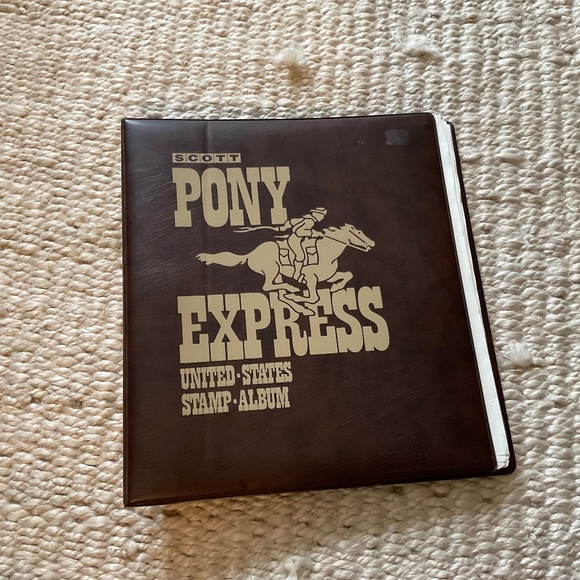 SCOTT
PONY
EXPRESS
UNITED·STATES
STAMP·ALBUM